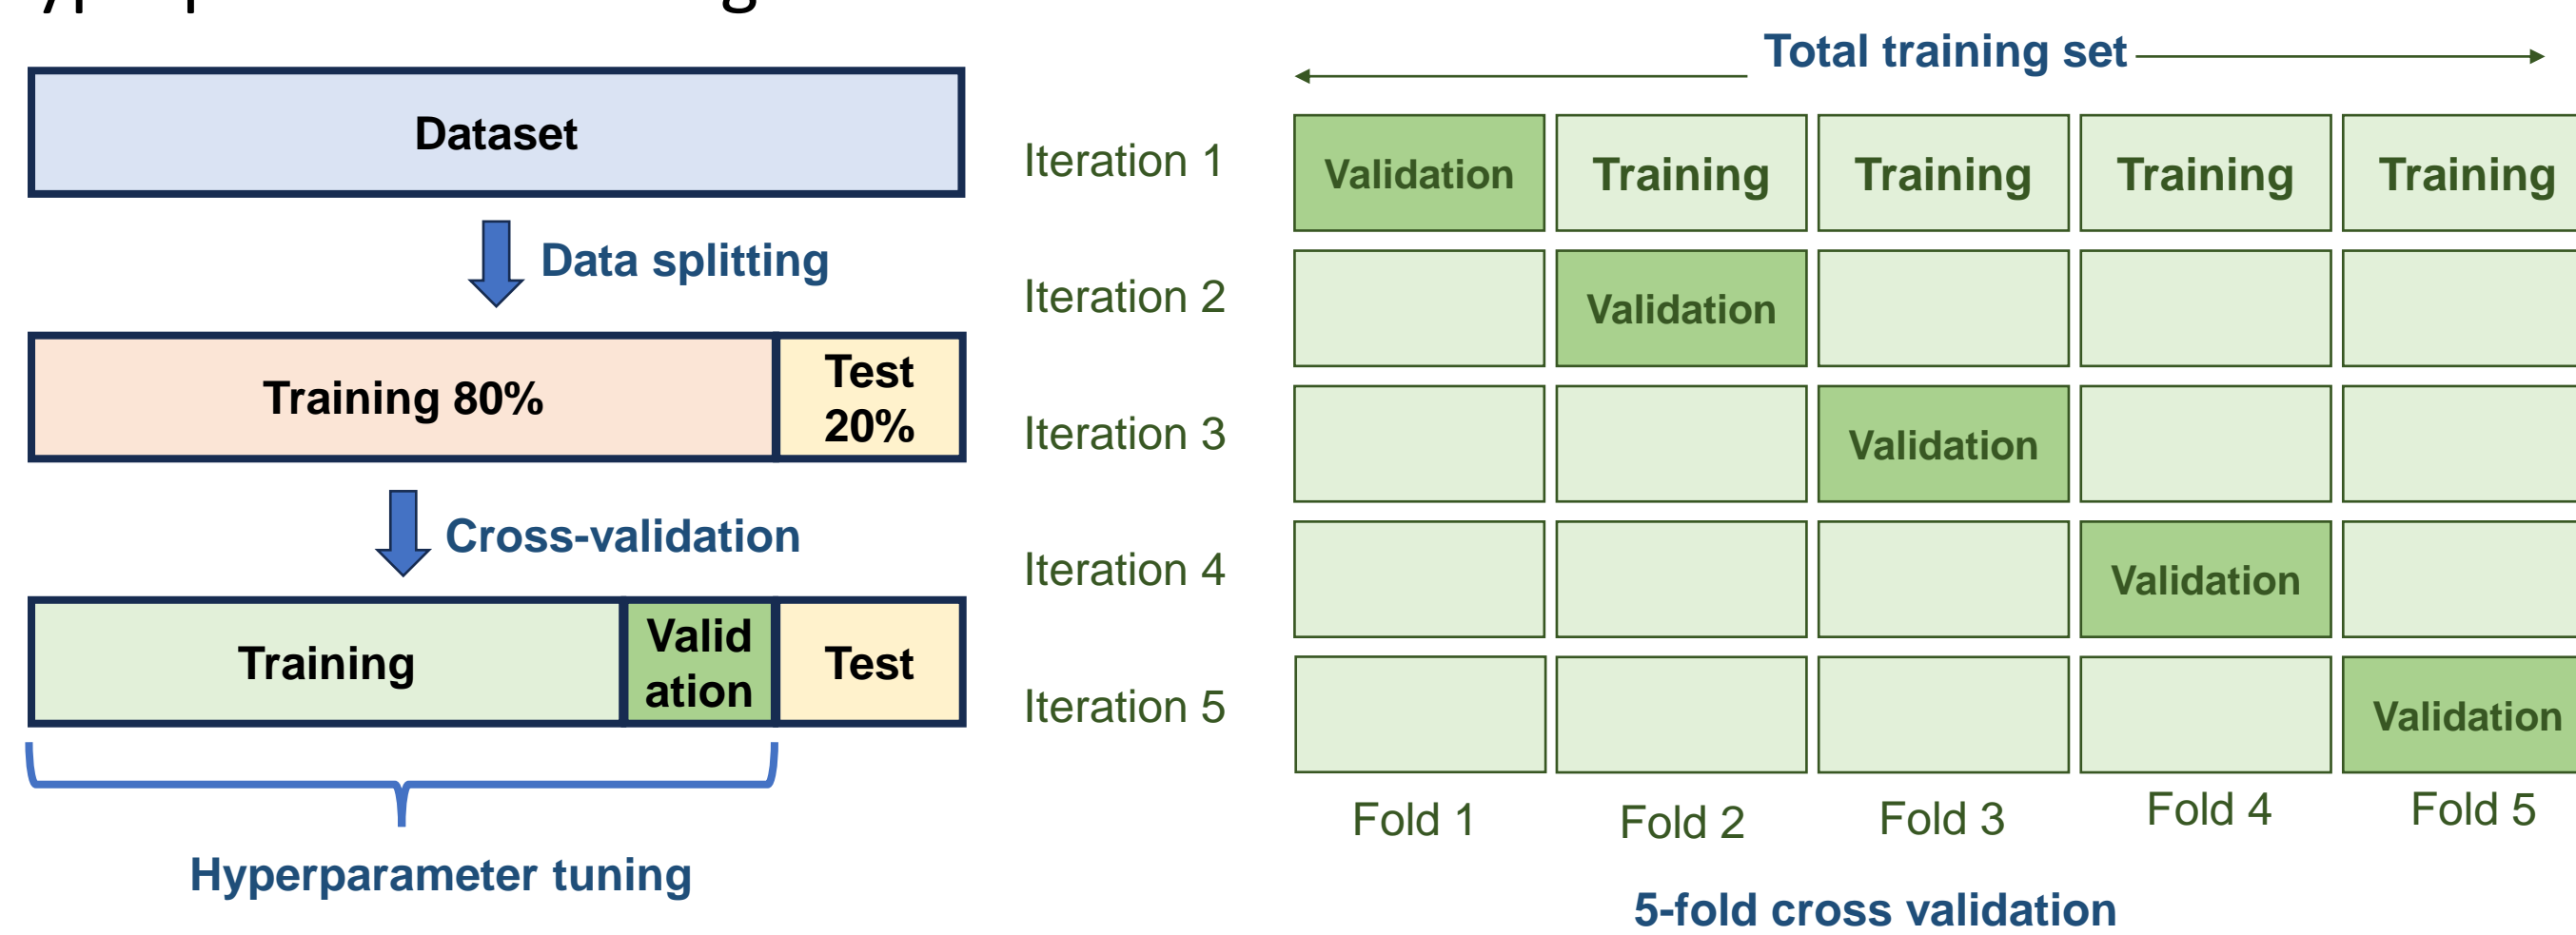 Dataset
Data splitting
Training 80%
Test
20%
Cross-validation
Training
Valid
ation
Test
Hyperparameter tuning
Total training set
Iteration 1
Validation
Training
Training
Training
Training
Iteration 2
Validation
Iteration 3
Validation
Iteration 4
Validation
Iteration 5
Validation
Fold 1
Fold 2
Fold 3
Fold 4
Fold 5
5-fold cross validation